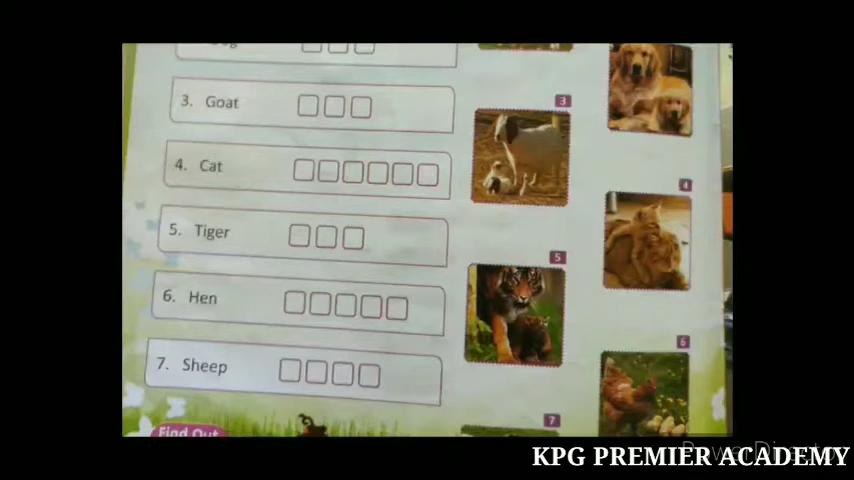 3. Goat
3
4. Cat
4
5. Tiger
5
6. Hen
6
7. Sheep
7
Find Out
PowerDirector
KPG PREMIER ACADEMY